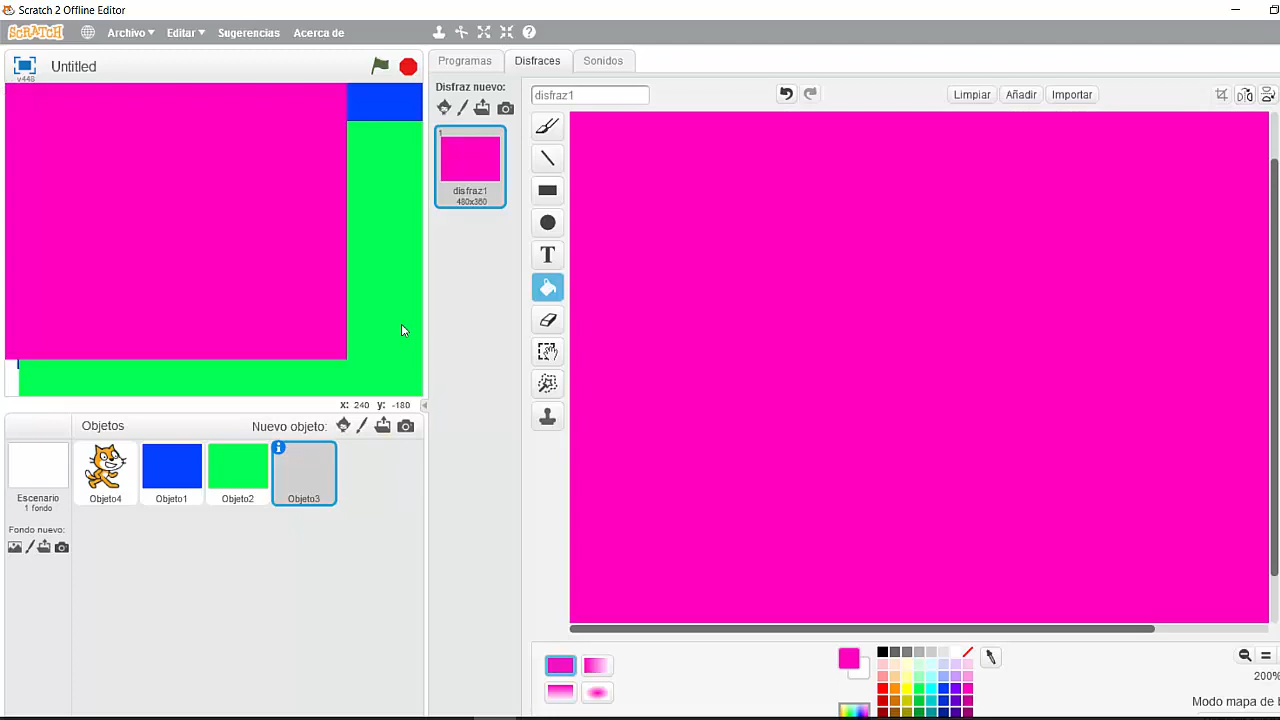 Scratch 2 Offline Editor
SCRATCH Archivo Editar Sugerencias Acerca de
v448 Untitled
Programas Disfraces Sonidos
Disfraz nuevo:
disfraz1
Limpiar Añadir Importar
1
disfraz1
480x360
x: 240 y: -180
Objetos Nuevo objeto:
Escenario
1 fondo
Fondo nuevo:
Objeto4 Objeto1 Objeto2 Objeto3
T
200%
Modo mapa de